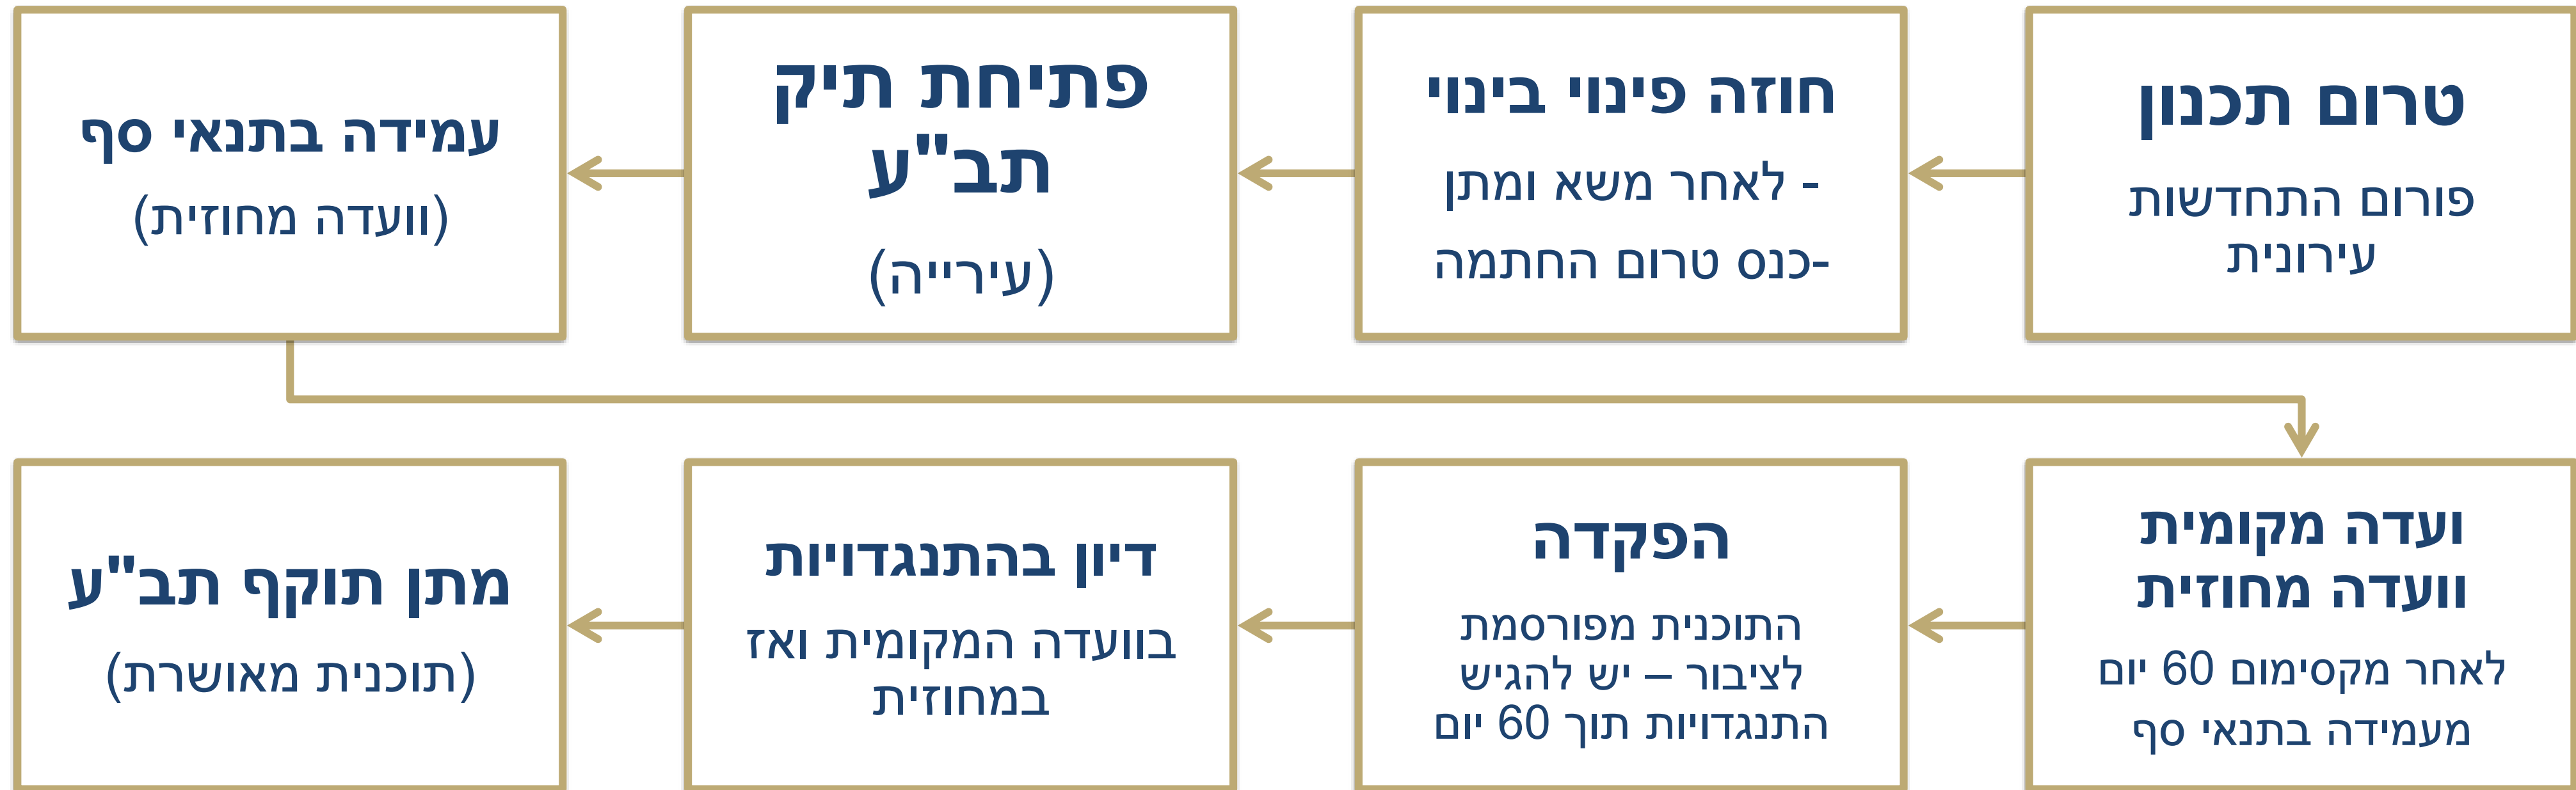 טרום תכנון
פורום התחדשות
עירונית
חוזה פינוי בינוי
- לאחר משא ומתן
-כנס טרום החתמה
פתיחת תיק
תב"ע
(עירייה)
עמידה בתנאי סף
(וועדה מחוזית)
ועדה מקומית
וועדה מחוזית
לאחר מקסימום 60 יום
מעמידה בתנאי סף
הפקדה
התוכנית מפורסמת
לציבור – יש להגיש
התנגדויות תוך 60 יום
דיון בהתנגדויות
בוועדה המקומית ואז
במחוזית
מתן תוקף תב"ע
(תוכנית מאושרת)